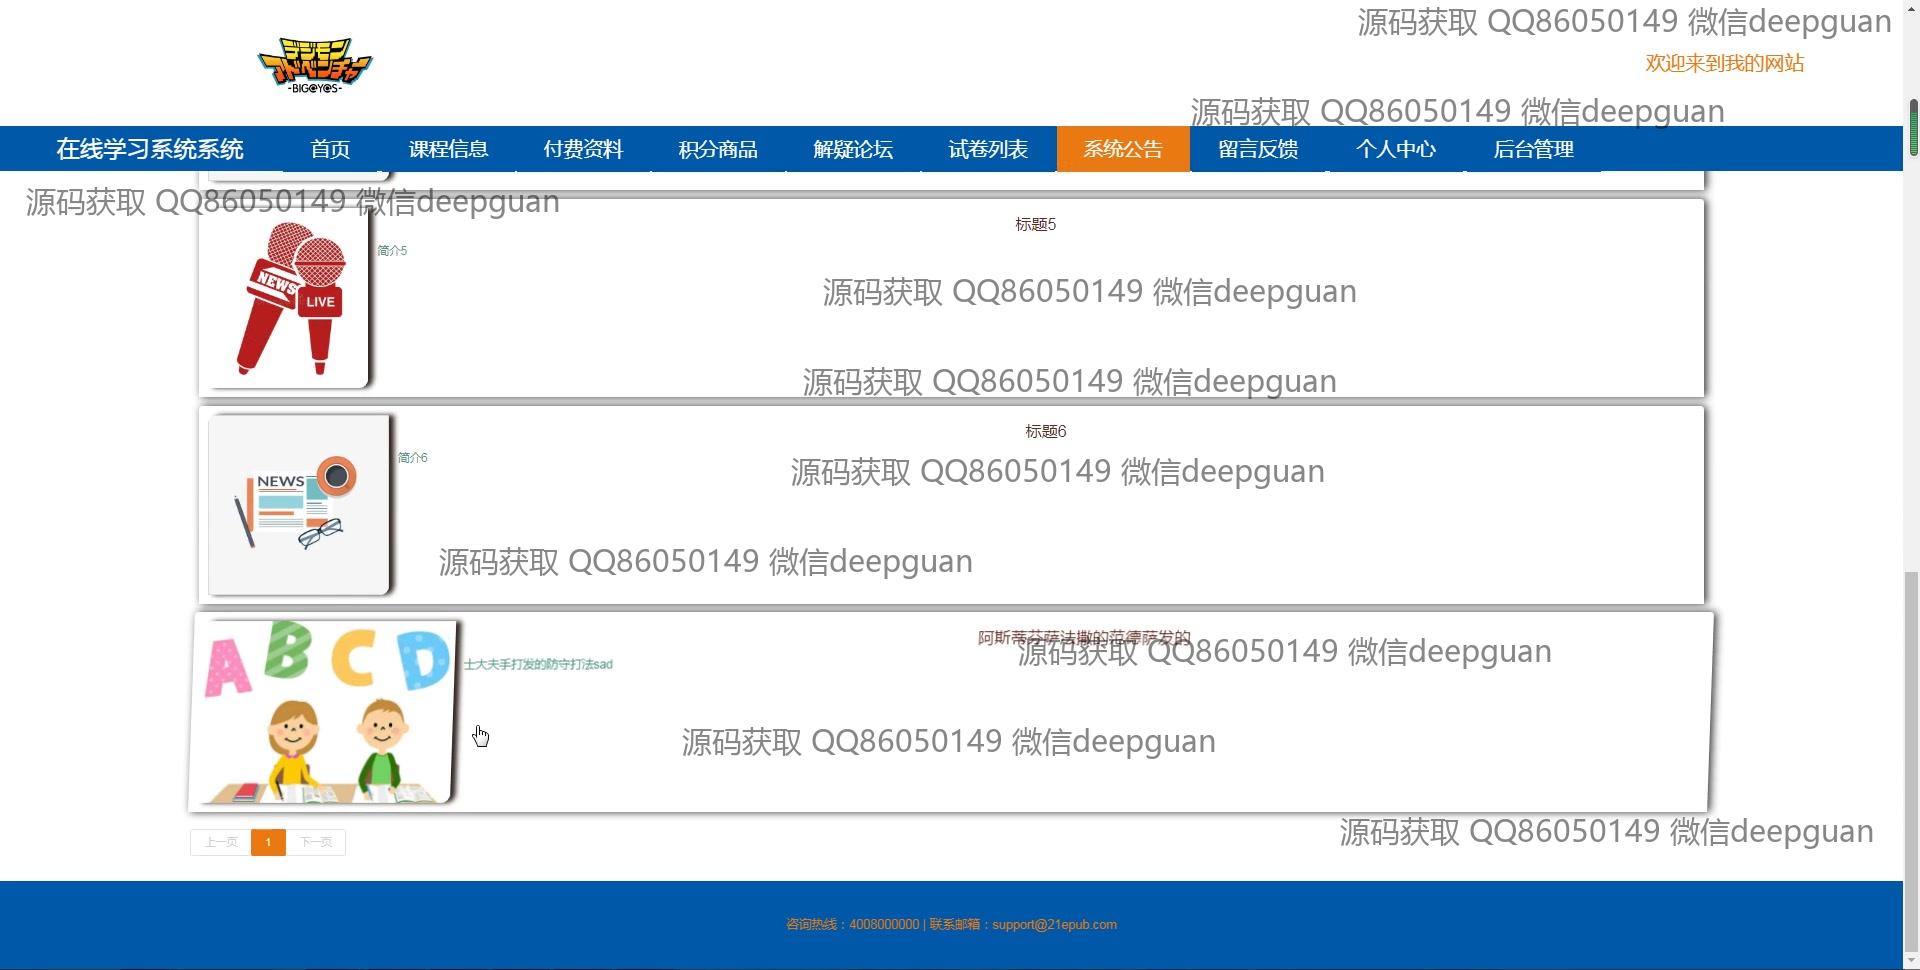 源码获取 QQ86050149 微信deepguan
デジモン
アドベンチャー
-BIG@Y@S-
欢迎来到我的网站
源码获取 QQ86050149 微信deepguan
在线学习系统系统 首页 课程信息 付费资料 积分商品 解疑论坛 试卷列表 系统公告 留言反馈 个人中心 后台管理
源码获取 QQ86050149 微信deepguan
标题5
简介5
NEWS
LIVE
源码获取 QQ86050149 微信deepguan
源码获取 QQ86050149 微信deepguan
标题6
简介6
源码获取 QQ86050149 微信deepguan
NEWS
源码获取 QQ86050149 微信deepguan
阿斯蒂芬萨法撒的范德萨发的
源码获取 QQ86050149 微信deepguan
ABCD
士大夫手打发的防守打法sad
源码获取 QQ86050149 微信deepguan
源码获取 QQ86050149 微信deepguan
上一页 1 下一页
咨询热线：4008000000 | 联系邮箱：support@21epub.com